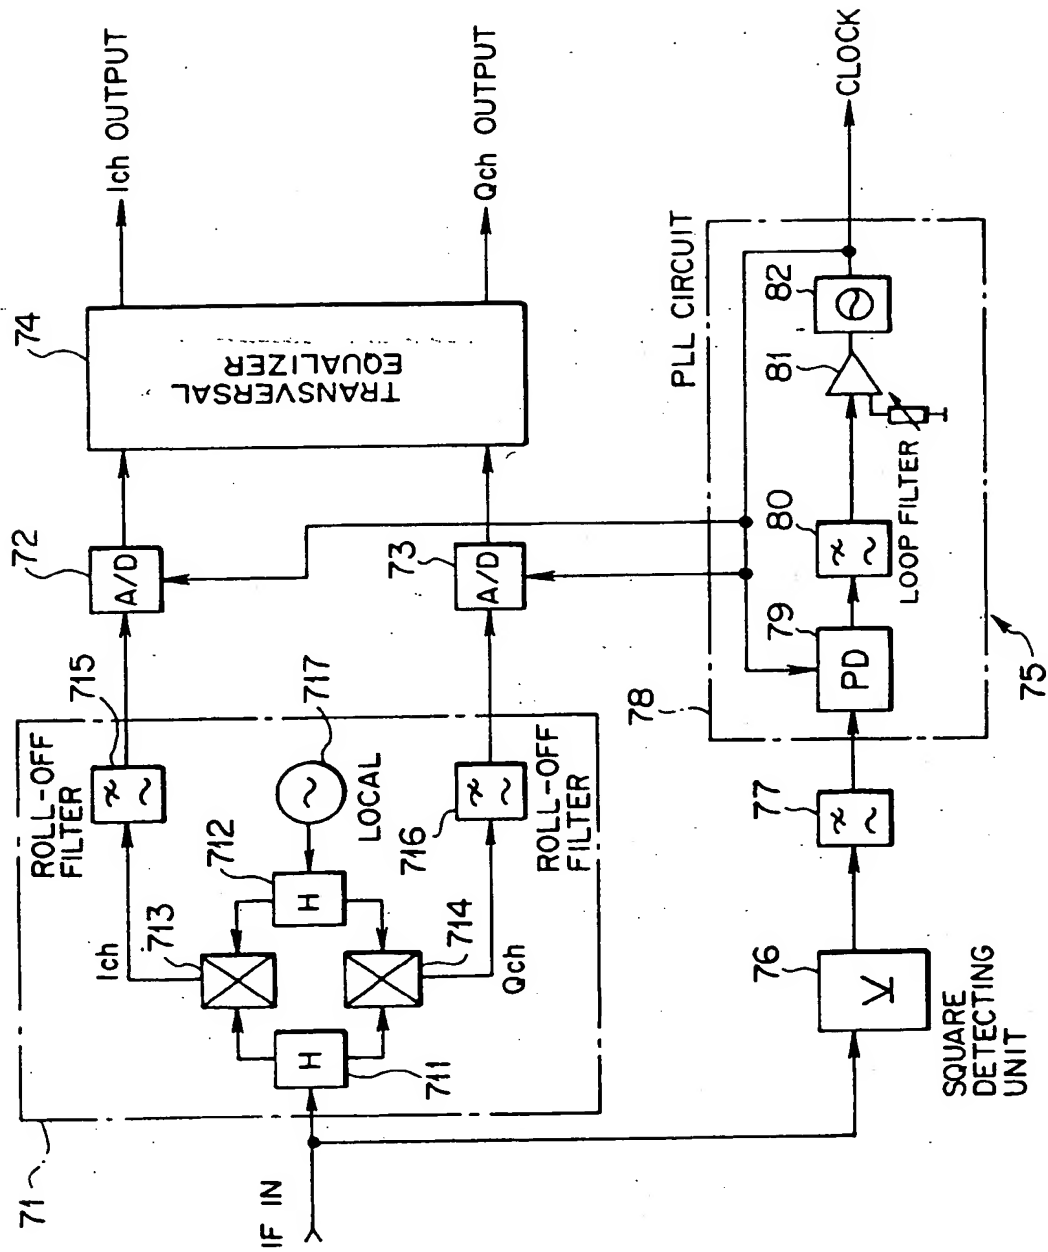 71
IF IN
ROLL-OFF
FILTER
Ich
713
715
712
717
LOCAL
H
H
711
714
716
Qch
ROLL-OFF
FILTER
72
A/D
73
A/D
74
TRANSVERSAL
EQUALIZER
Ich OUTPUT
Qch OUTPUT
76
SQUARE
DETECTING
UNIT
77
78
PLL CIRCUIT
79
PD
80
LOOP FILTER
81
82
CLOCK
75